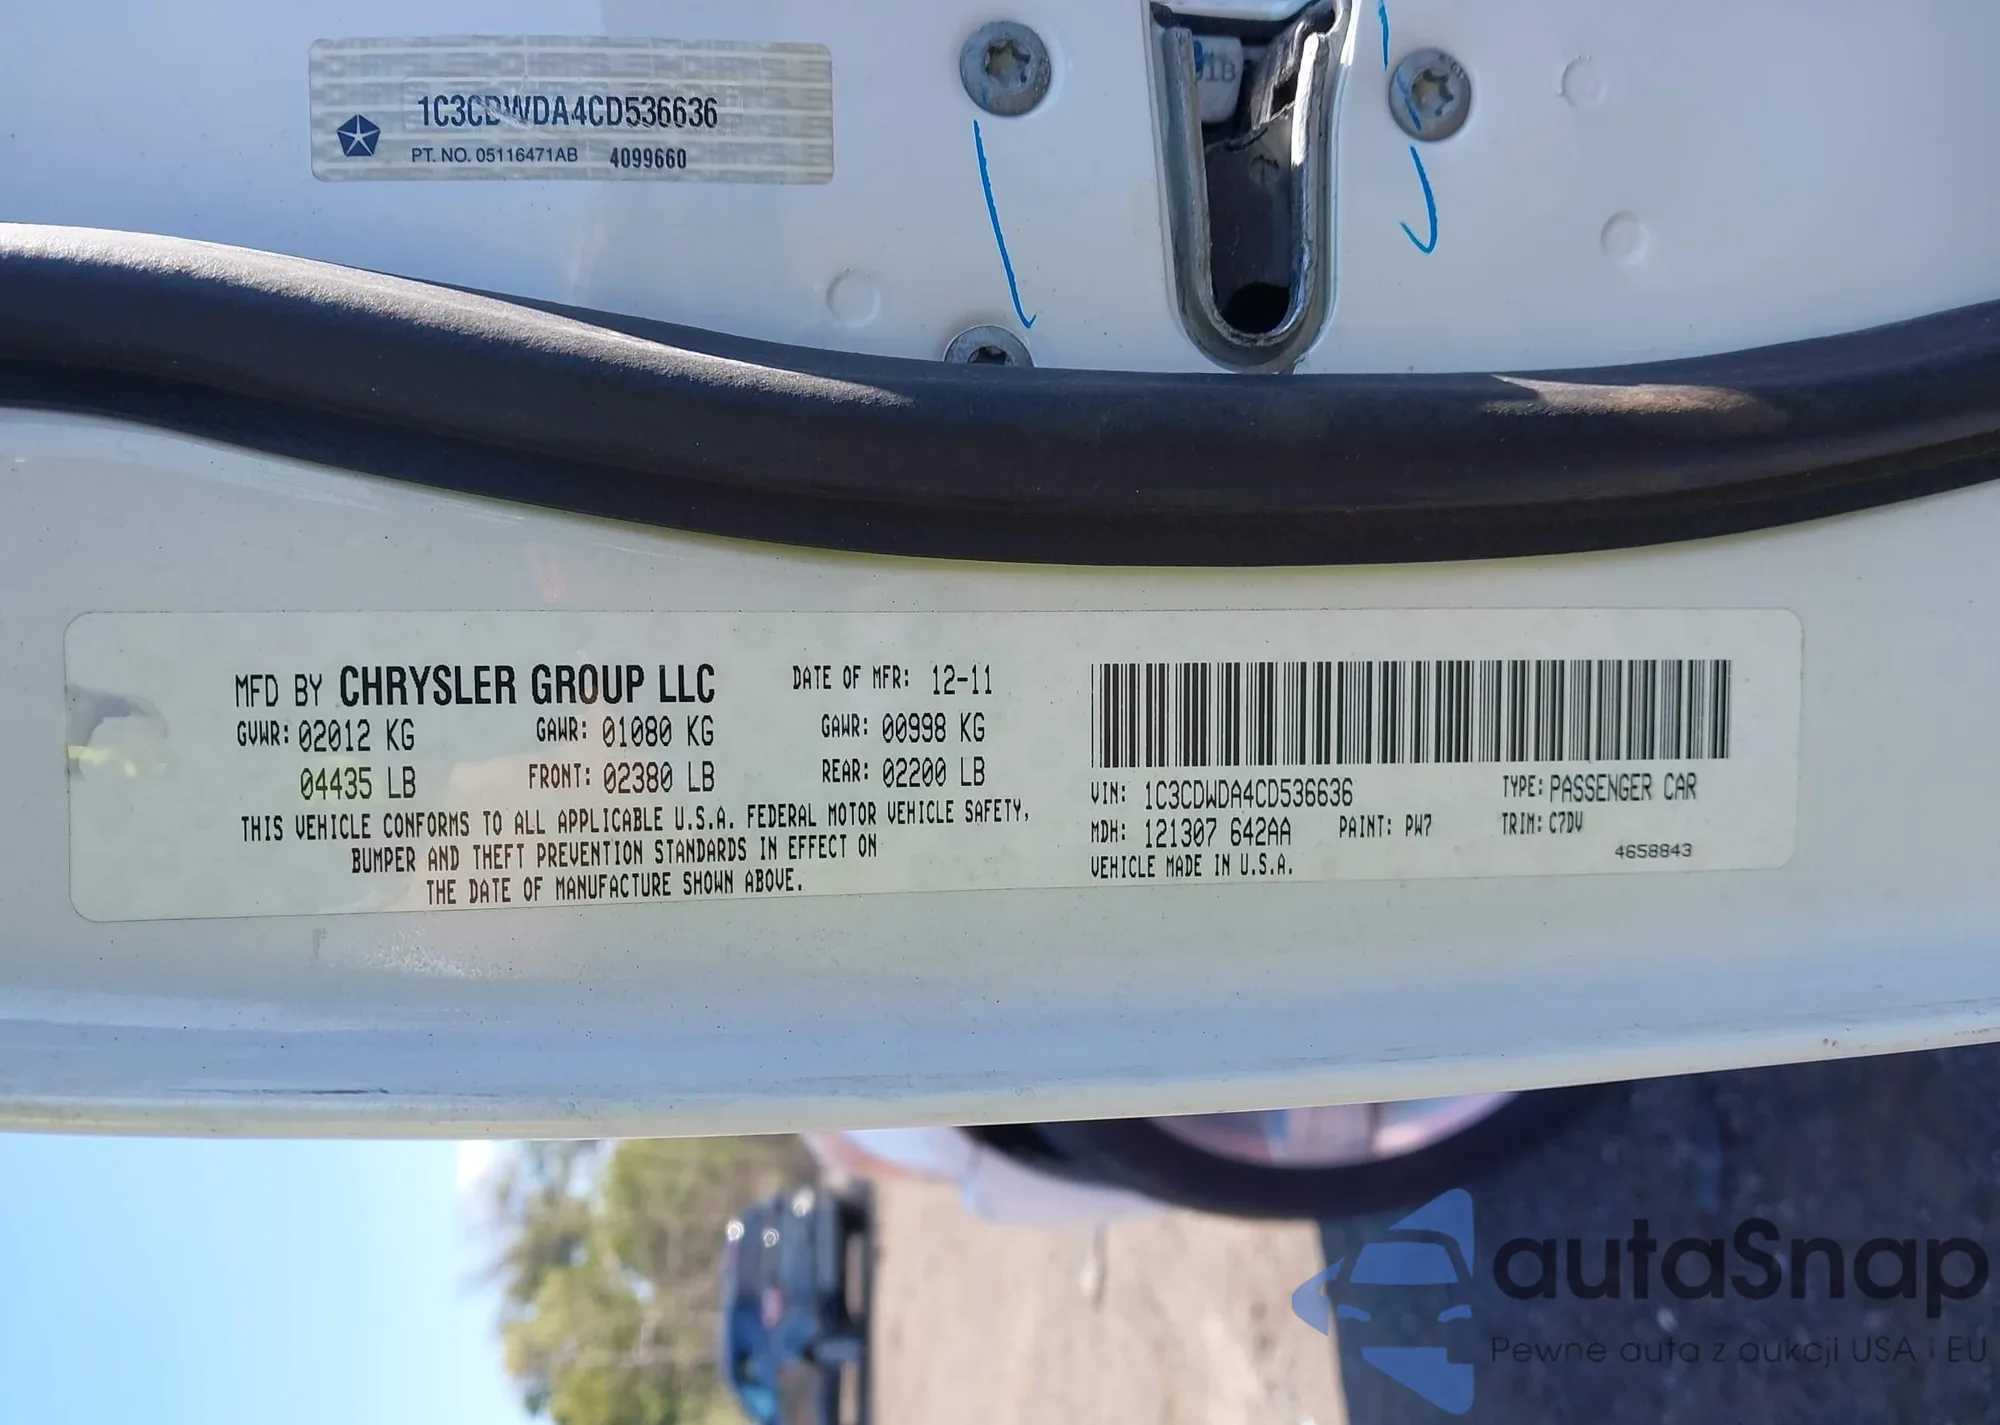 1C3CDWDA4CD536636
PT. NO. 05116471AB 4099660
MFD BY CHRYSLER GROUP LLC DATE OF MFR: 12-11
GVWR: 02012 KG GAWR: 01080 KG GAWR: 00998 KG
04435 LB FRONT: 02380 LB REAR: 02200 LB
THIS VEHICLE CONFORMS TO ALL APPLICABLE U.S.A. FEDERAL MOTOR VEHICLE SAFETY,
BUMPER AND THEFT PREVENTION STANDARDS IN EFFECT ON
THE DATE OF MANUFACTURE SHOWN ABOVE.
VIN: 1C3CDWDA4CD536636 TYPE: PASSENGER CAR
MDH: 121307 642AA PAINT: PW7 TRIM: C7DV
VEHICLE MADE IN U.S.A. 4658843
autaSnap
Pewne auta z aukcji USA i EU